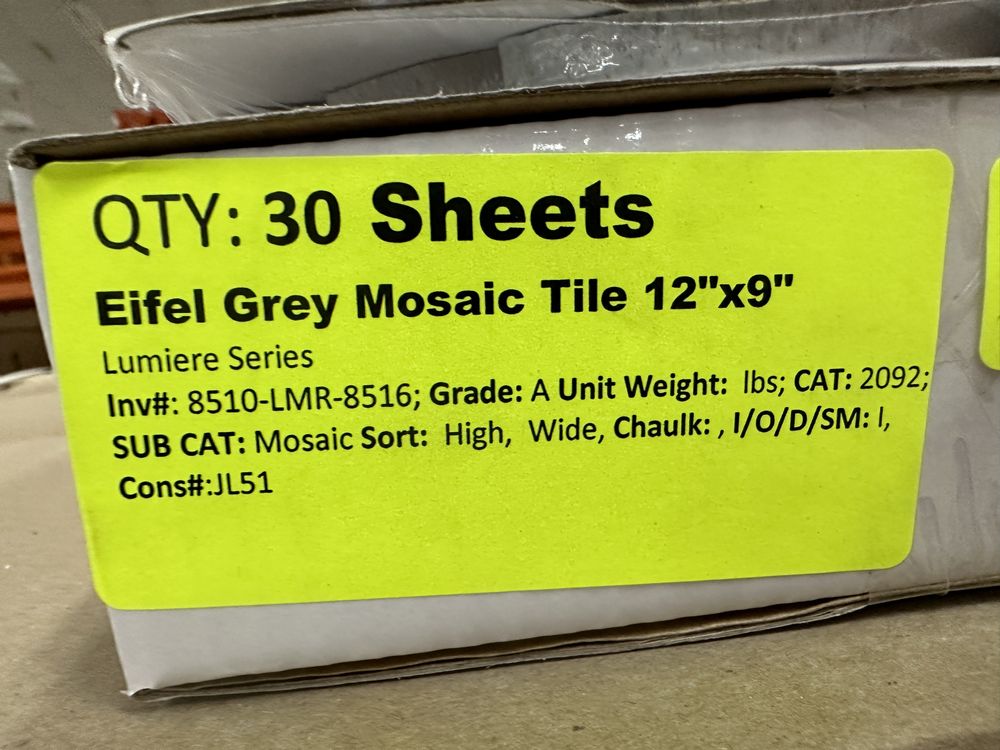 QTY: 30 Sheets
Eifel Grey Mosaic Tile 12"x9"
Lumiere Series
Inv#: 8510-LMR-8516; Grade: A Unit Weight: lbs; CAT: 2092;
SUB CAT: Mosaic Sort: High, Wide, Chaulk: , I/O/D/SM: I,
Cons#:JL51